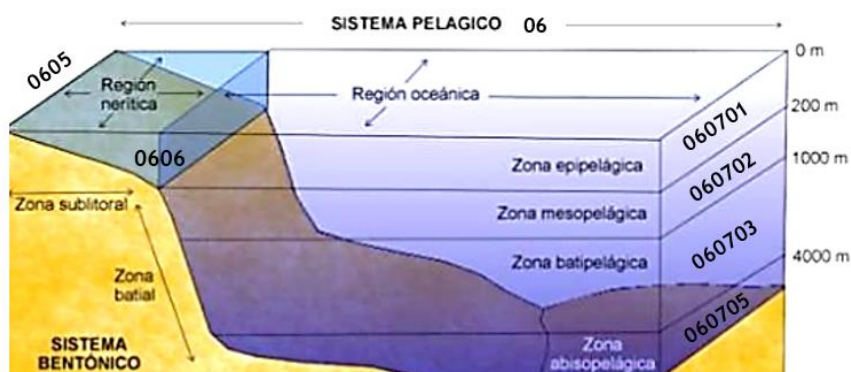 SISTEMA PELAGICO 06
0 m
0605
Región
nerítica
Región oceánica
200 m
060701
0606
Zona epipelágica
1000 m
060702
Zona sublitoral
Zona mesopelágica
060703
Zona batipelágica
4000 m
Zona
batial
060705
SISTEMA
BENTÓNICO
Zona
abisopelágica